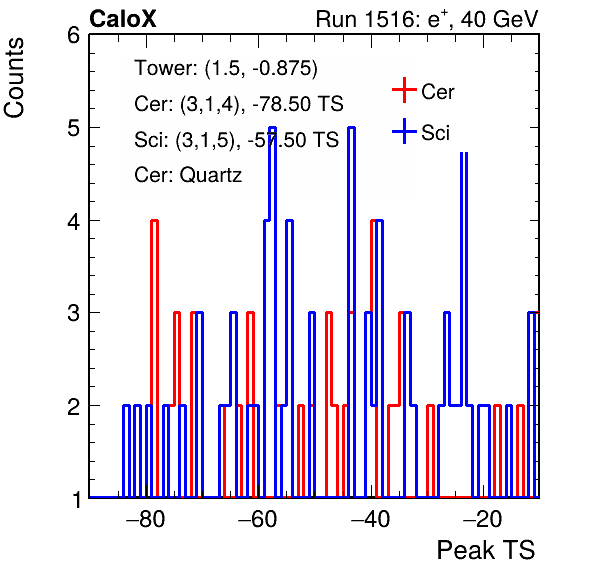 CaloX Run 1516: e⁺, 40 GeV
Counts
6
Tower: (1.5, -0.875)
Cer: (3,1,4), -78.50 TS
Sci: (3,1,5), -57.50 TS
Cer: Quartz
Cer
Sci
5
4
3
2
1
−80 −60 −40 −20
Peak TS